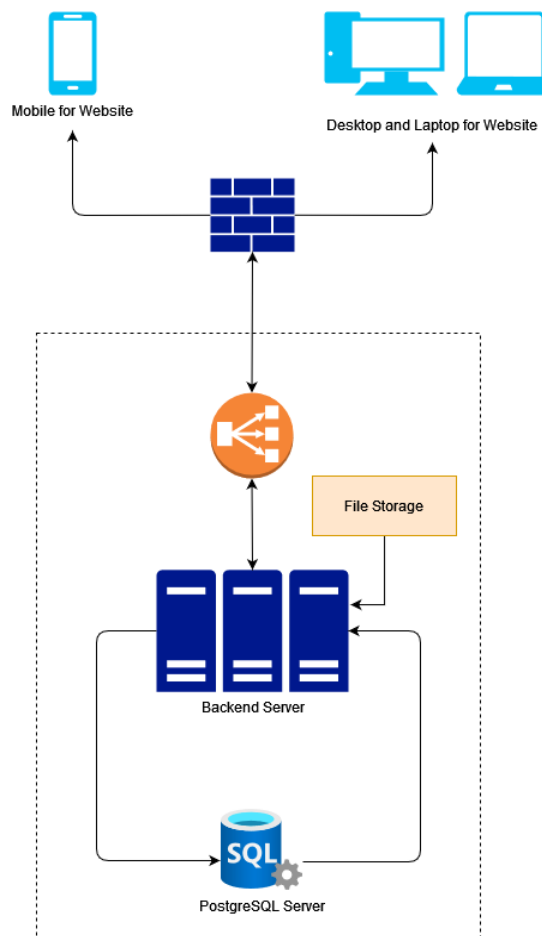 Mobile for Website
Desktop and Laptop for Website
File Storage
Backend Server
SQL
PostgreSQL Server